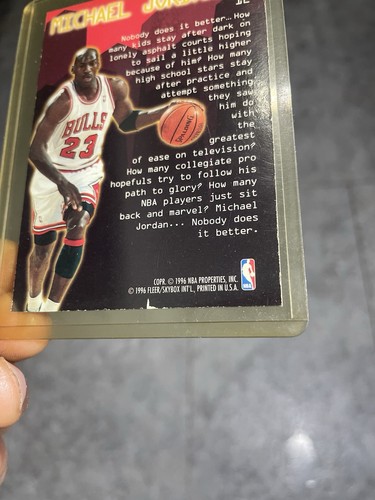 MICHAEL JORDAN
Nobody does it better...How
many kids stay after dark on
lonely asphalt courts hoping
to sail a little higher
because of him? How many
high school stars stay
after practice and
attempt something
they saw
him do
with
the
greatest
of ease on television?
How many collegiate pro
hopefuls try to follow his
path to glory? How many
NBA players just sit
back and marvel? Michael
Jordan... Nobody does
it better.
BULLS
23
SPALDING
COPR. © 1996 NBA PROPERTIES, INC.
© 1996 FLEER/SKYBOX INT'L., PRINTED IN U.S.A.
NBA